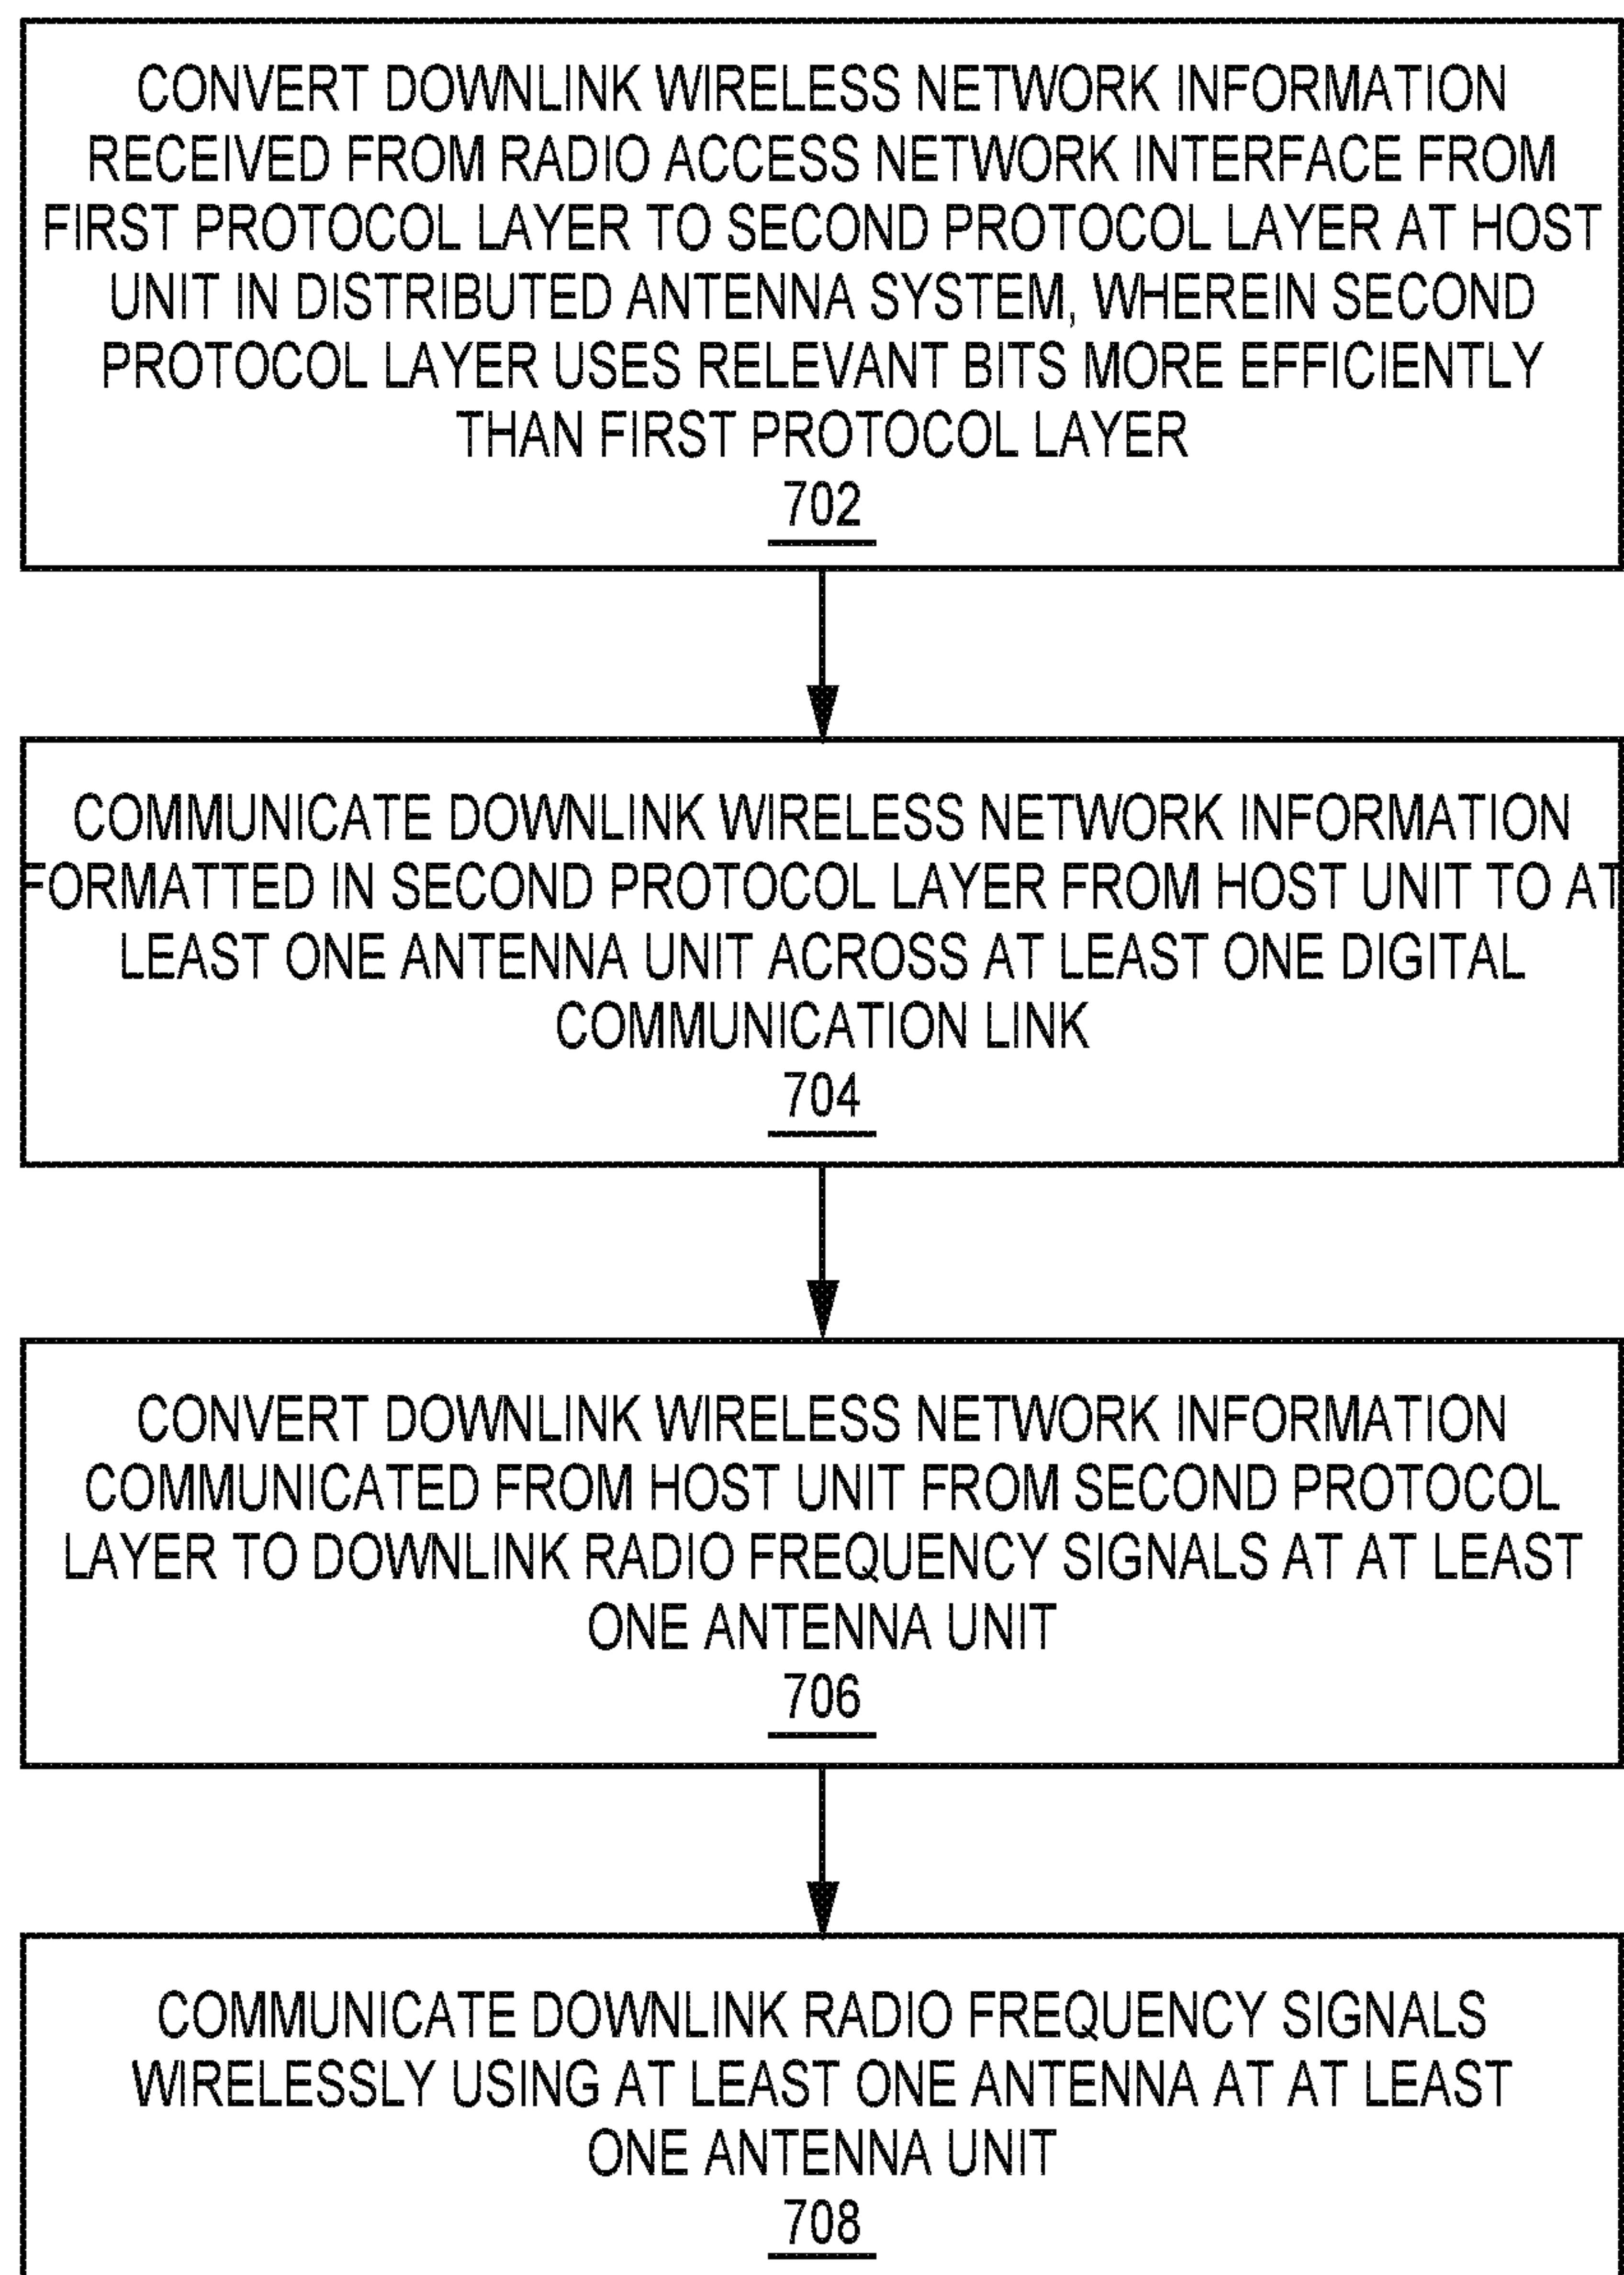 CONVERT DOWNLINK WIRELESS NETWORK INFORMATION
RECEIVED FROM RADIO ACCESS NETWORK INTERFACE FROM
FIRST PROTOCOL LAYER TO SECOND PROTOCOL LAYER AT HOST
UNIT IN DISTRIBUTED ANTENNA SYSTEM, WHEREIN SECOND
PROTOCOL LAYER USES RELEVANT BITS MORE EFFICIENTLY
THAN FIRST PROTOCOL LAYER
702
COMMUNICATE DOWNLINK WIRELESS NETWORK INFORMATION
FORMATTED IN SECOND PROTOCOL LAYER FROM HOST UNIT TO AT
LEAST ONE ANTENNA UNIT ACROSS AT LEAST ONE DIGITAL
COMMUNICATION LINK
704
CONVERT DOWNLINK WIRELESS NETWORK INFORMATION
COMMUNICATED FROM HOST UNIT FROM SECOND PROTOCOL
LAYER TO DOWNLINK RADIO FREQUENCY SIGNALS AT AT LEAST
ONE ANTENNA UNIT
706
COMMUNICATE DOWNLINK RADIO FREQUENCY SIGNALS
WIRELESSLY USING AT LEAST ONE ANTENNA AT AT LEAST
ONE ANTENNA UNIT
708